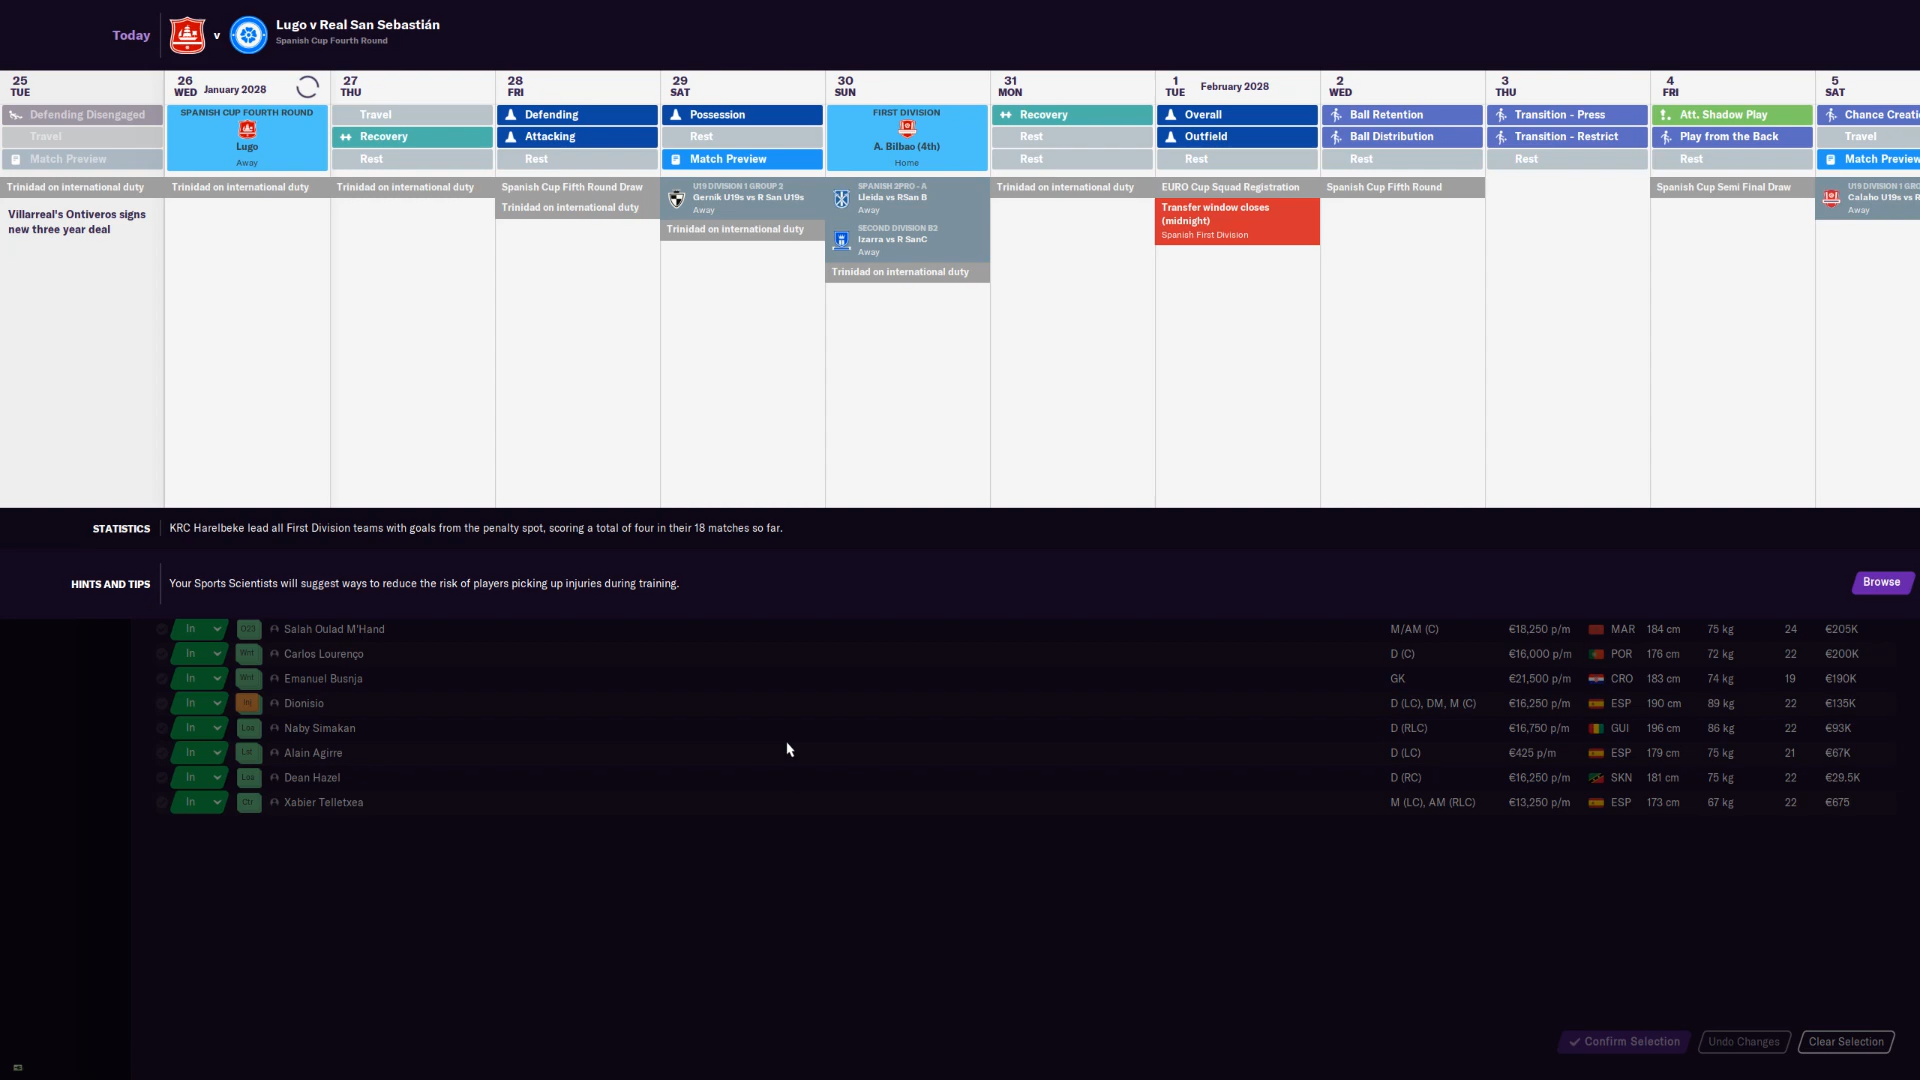 Today
v
Lugo v Real San Sebastián
Spanish Cup Fourth Round
25
TUE
26
WED
January 2028
27
THU
28
FRI
29
SAT
30
SUN
31
MON
1
TUE
February 2028
2
WED
3
THU
4
FRI
5
SAT
Defending Disengaged
Travel
Match Preview
SPANISH CUP FOURTH ROUND
Lugo
Away
Travel
Recovery
Rest
Defending
Attacking
Rest
Possession
Rest
Match Preview
FIRST DIVISION
A. Bilbao (4th)
Home
Recovery
Rest
Rest
Overall
Outfield
Rest
Ball Retention
Ball Distribution
Rest
Transition - Press
Transition - Restrict
Rest
Att. Shadow Play
Play from the Back
Rest
Chance Creati
Travel
Match Preview
Trinidad on international duty
Villarreal's Ontiveros signs
new three year deal
Trinidad on international duty
Trinidad on international duty
Spanish Cup Fifth Round Draw
Trinidad on international duty
U19 DIVISION 1 GROUP 2
Gernik U19s vs R San U19s
Away
Trinidad on international duty
SPANISH 2PRO - A
Lleida vs RSan B
Away
SECOND DIVISION B2
Izarra vs R SanC
Away
Trinidad on international duty
Trinidad on international duty
EURO Cup Squad Registration
Transfer window closes
(midnight)
Spanish First Division
Spanish Cup Fifth Round
Spanish Cup Semi Final Draw
U19 DIVISION 1 GRO
Calaho U19s vs R
Away
STATISTICS
KRC Harelbeke lead all First Division teams with goals from the penalty spot, scoring a total of four in their 18 matches so far.
HINTS AND TIPS
Your Sports Scientists will suggest ways to reduce the risk of players picking up injuries during training.
Browse
In O23 Salah Oulad M'Hand M/AM (C) €18,250 p/m MAR 184 cm 75 kg 24 €205K
In Wnt Carlos Lourenço D (C) €16,000 p/m POR 176 cm 72 kg 22 €200K
In Wnt Emanuel Busnja GK €21,500 p/m CRO 183 cm 74 kg 19 €190K
In Inj Dionisio D (LC), DM, M (C) €16,250 p/m ESP 190 cm 89 kg 22 €135K
In Loa Naby Simakan D (RLC) €16,750 p/m GUI 196 cm 86 kg 22 €93K
In Lst Alain Agirre D (LC) €425 p/m ESP 179 cm 75 kg 21 €67K
In Loa Dean Hazel D (RC) €16,250 p/m SKN 181 cm 75 kg 22 €29.5K
In Ctr Xabier Telletxea M (LC), AM (RLC) €13,250 p/m ESP 173 cm 67 kg 22 €675
Confirm Selection
Undo Changes
Clear Selection